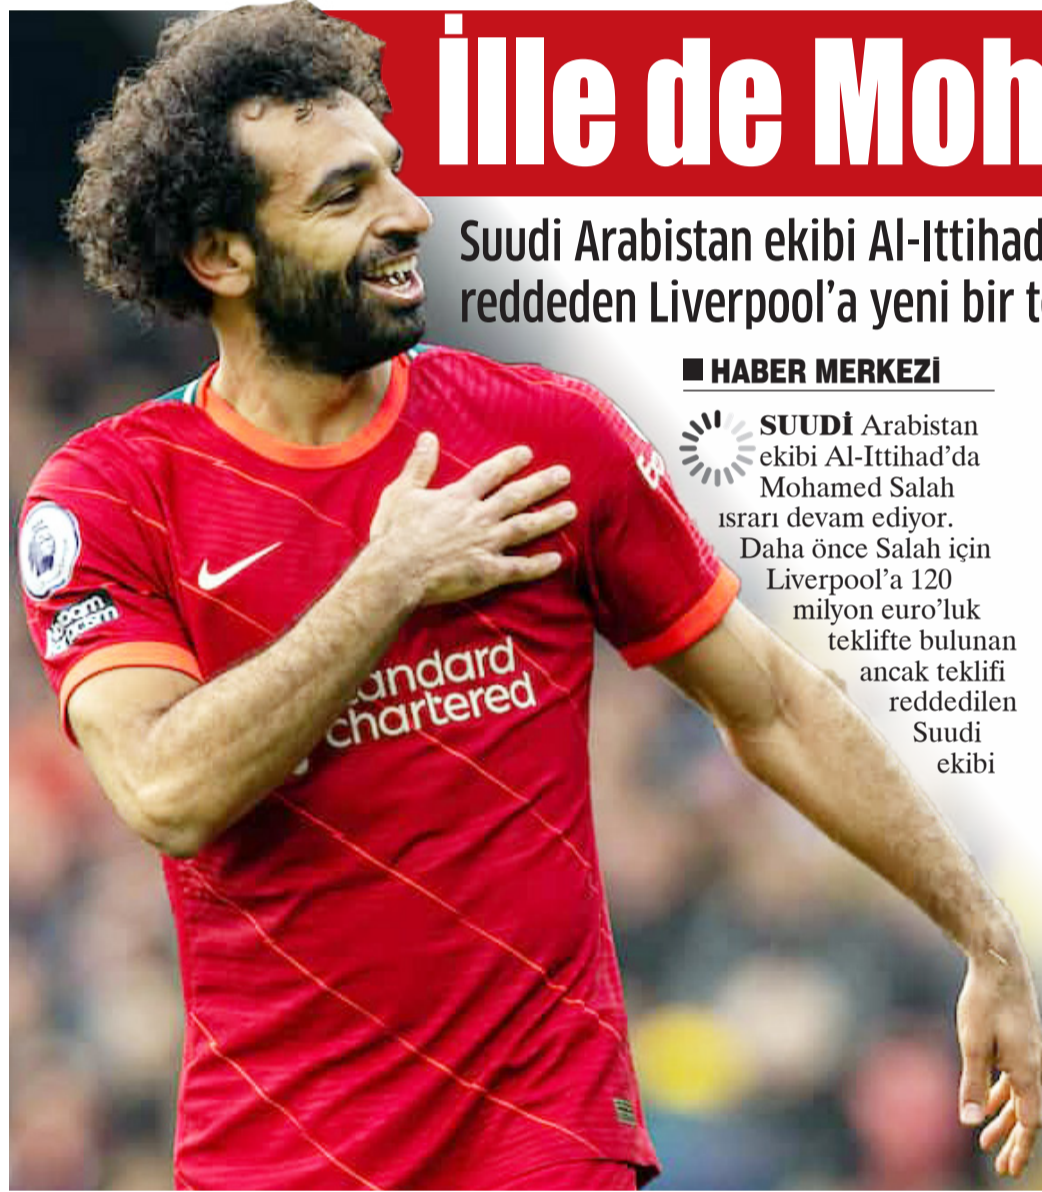 İlle de Moh
Suudi Arabistan ekibi Al-Ittihad
reddeden Liverpool’a yeni bir
HABER MERKEZİ
SUUDİ Arabistan
ekibi Al-Ittihad’da
Mohamed Salah
ısrarı devam ediyor.
Daha önce Salah için
Liverpool’a 120
milyon euro’luk
teklifte bulunan
ancak teklifi
reddedilen
Suudi
ekibi
standard
chartered